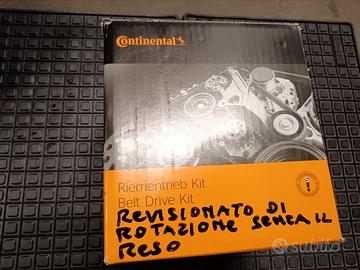 Continental
Riementrieb Kit
Belt Drive Kit
REVISIONATO DI
ROTAZIONE SENZA IL
RESO
subito